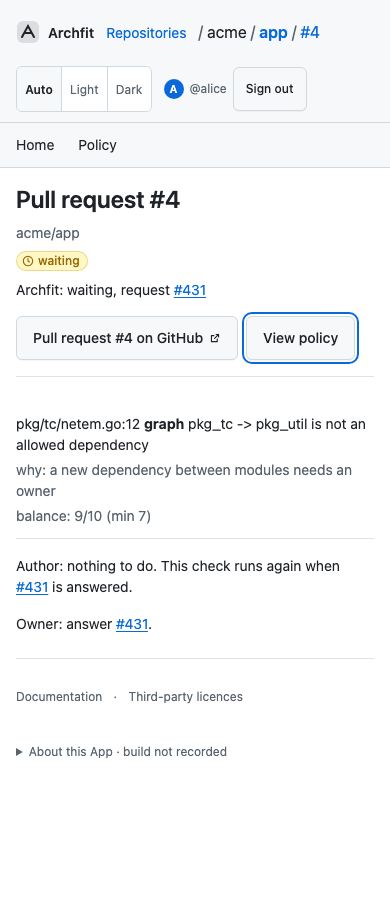 Archfit Repositories / acme / app / #4
Auto Light Dark A @alice Sign out
Home Policy
Pull request #4
acme/app
waiting
Archfit: waiting, request #431
Pull request #4 on GitHub View policy
pkg/tc/netem.go:12 graph pkg_tc -> pkg_util is not an
allowed dependency
why: a new dependency between modules needs an
owner
balance: 9/10 (min 7)
Author: nothing to do. This check runs again when
#431 is answered.
Owner: answer #431.
Documentation · Third-party licences
About this App · build not recorded